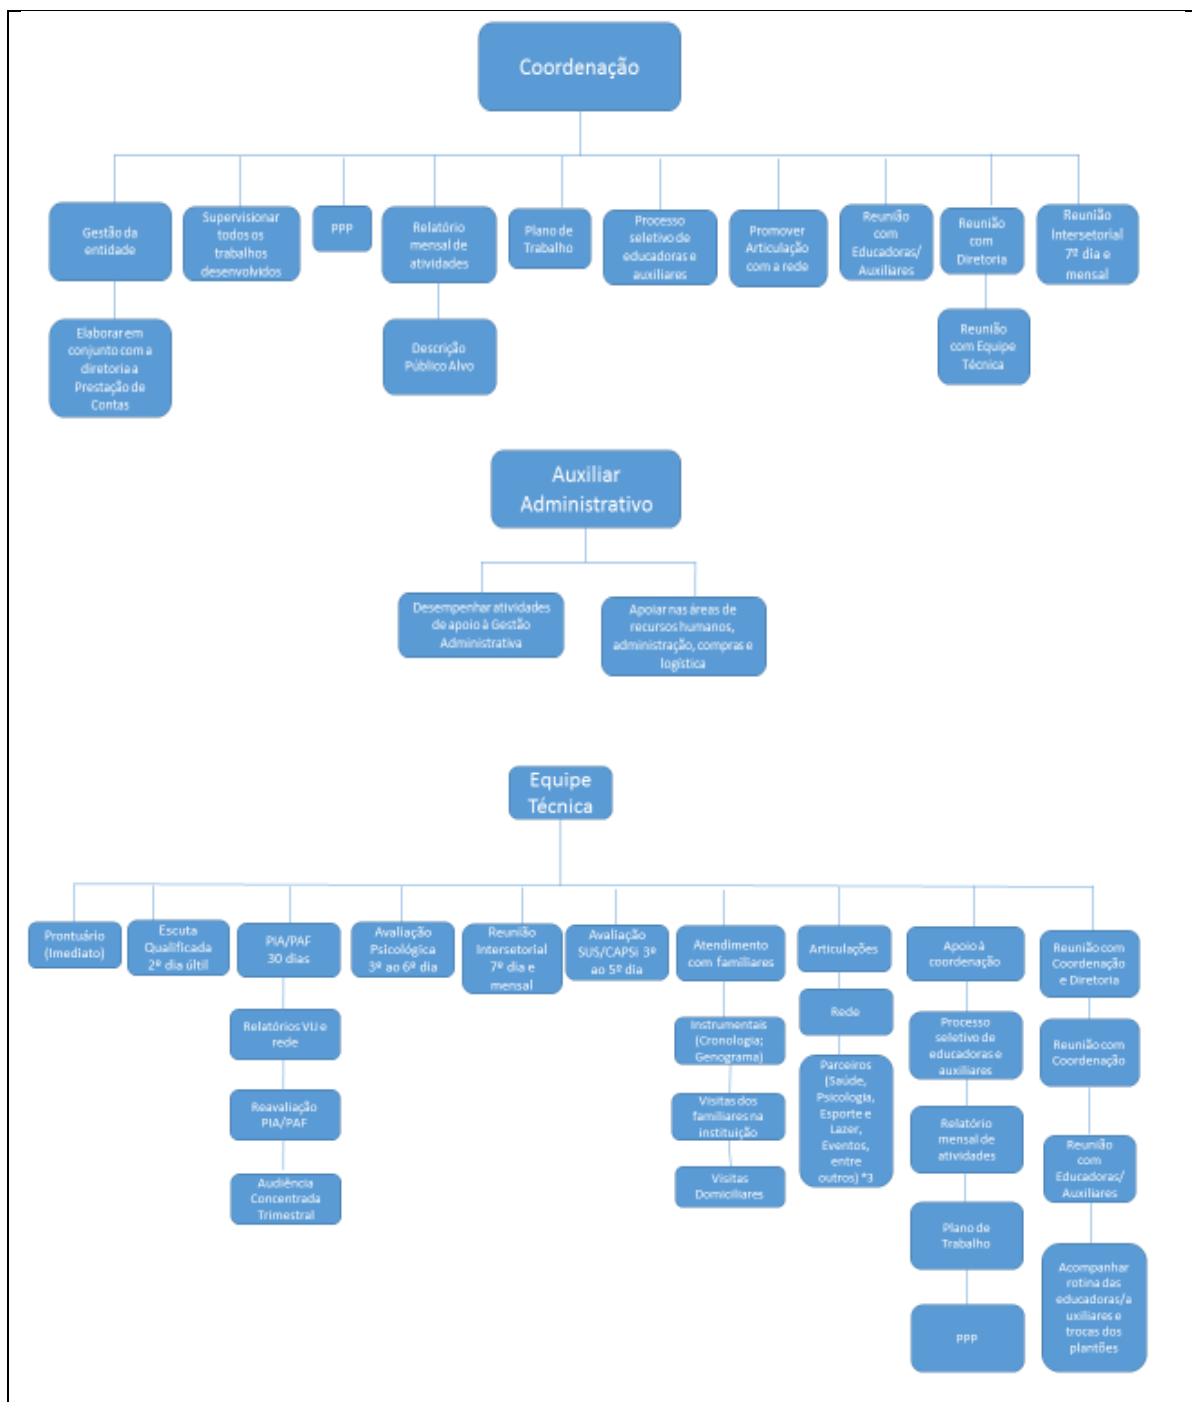 Coordenação
Gestão da
entidade
Supervisionar
todos os
trabalhos
desenvolvidos
PPP
Relatório
mensal de
atividades
Plano de
Trabalho
Processo
seletivo de
educadoras e
auxiliares
Promover
Articulação
com a rede
Reunião
com
Educadoras/
Auxiliares
Reunião
com
Diretoria
Reunião
Intersetorial
7º dia e
mensal
Elaborar em
conjunto com a
diretoria a
Prestação de
Contas
Descrição
Público Alvo
Reunião
com Equipe
Técnica
Auxiliar
Administrativo
Desempenhar atividades
de apoio à Gestão
Administrativa
Apoiar nas áreas de
recursos humanos,
administração, compras e
logística
Equipe
Técnica
Prontuário
(Imediato)
Escuta
Qualificada
2º dia últil
PIA/PAF
30 dias
Avaliação
Psicológica
3º ao 6º dia
Reunião
Intersetorial
7º dia e
mensal
Avaliação
SUS/CAPSi 3º
ao 5º dia
Atendimento
com familiares
Articulações
Apoio à
coordenação
Reunião com
Coordenação
e Diretoria
Relatórios VIJ e
rede
Reavaliação
PIA/PAF
Audiência
Concentrada
Trimestral
Instrumentais
(Cronologia;
Genograma)
Visitas dos
familiares na
instituição
Visitas
Domiciliares
Rede
Parceiros
(Saúde,
Psicologia,
Esporte e
Lazer,
Eventos,
entre
outros) *3
Processo
seletivo de
educadoras e
auxiliares
Relatório
mensal de
atividades
Plano de
Trabalho
PPP
Reunião com
Coordenação
Reunião
com
Educadoras/
Auxiliares
Acompanhar
rotina das
educadoras/a
uxiliares e
trocas dos
plantões